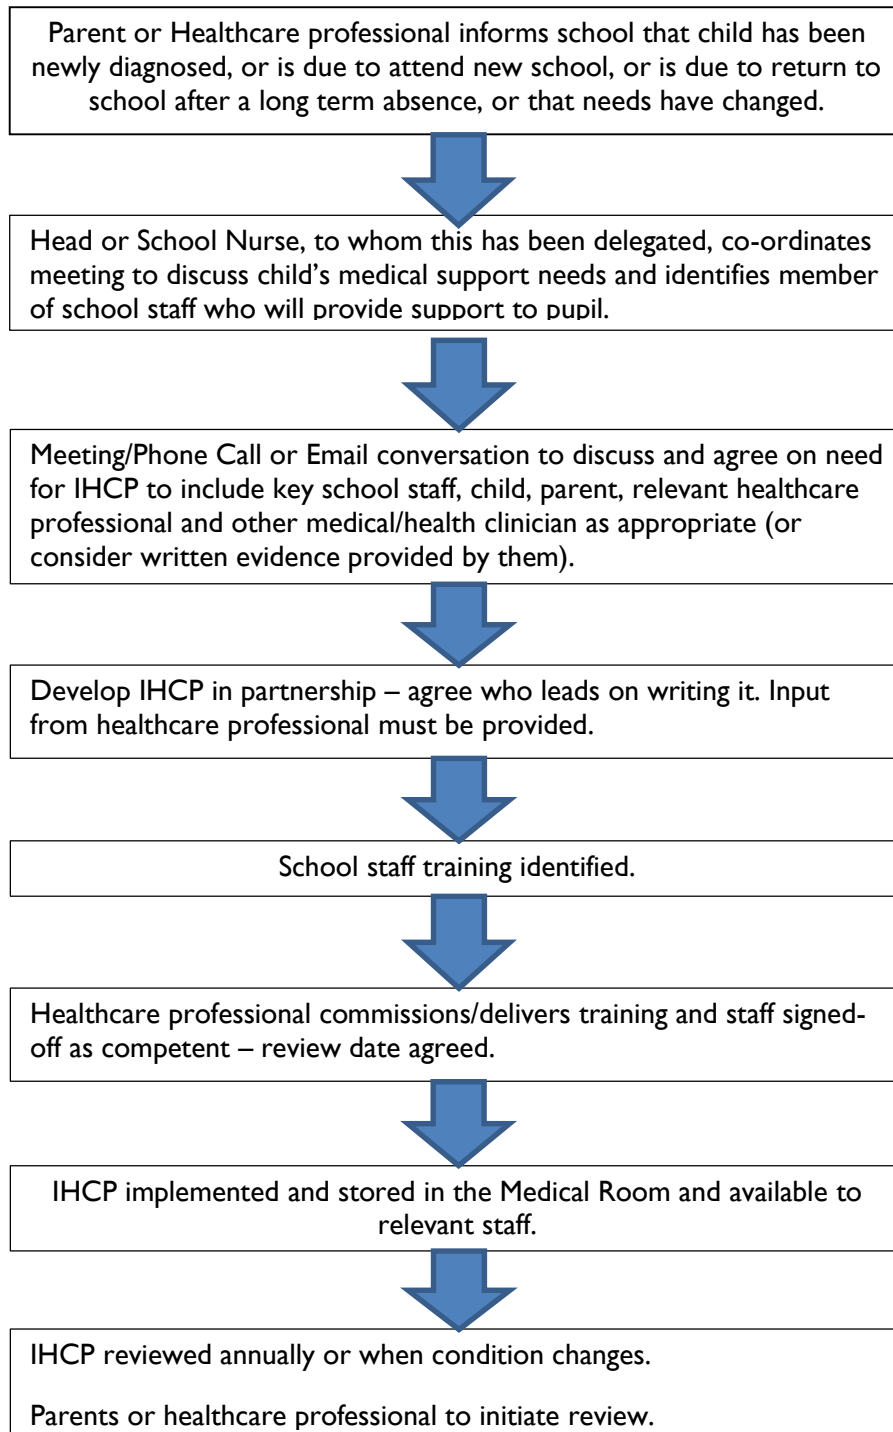 Parent or Healthcare professional informs school that child has been
newly diagnosed, or is due to attend new school, or is due to return to
school after a long term absence, or that needs have changed.
Head or School Nurse, to whom this has been delegated, co-ordinates
meeting to discuss child's medical support needs and identifies member
of school staff who will provide support to pupil.
Meeting/Phone Call or Email conversation to discuss and agree on need
for IHCP to include key school staff, child, parent, relevant healthcare
professional and other medical/health clinician as appropriate (or
consider written evidence provided by them).
Develop IHCP in partnership – agree who leads on writing it. Input
from healthcare professional must be provided.
School staff training identified.
Healthcare professional commissions/delivers training and staff signed-
off as competent – review date agreed.
IHCP implemented and stored in the Medical Room and available to
relevant staff.
IHCP reviewed annually or when condition changes.
Parents or healthcare professional to initiate review.